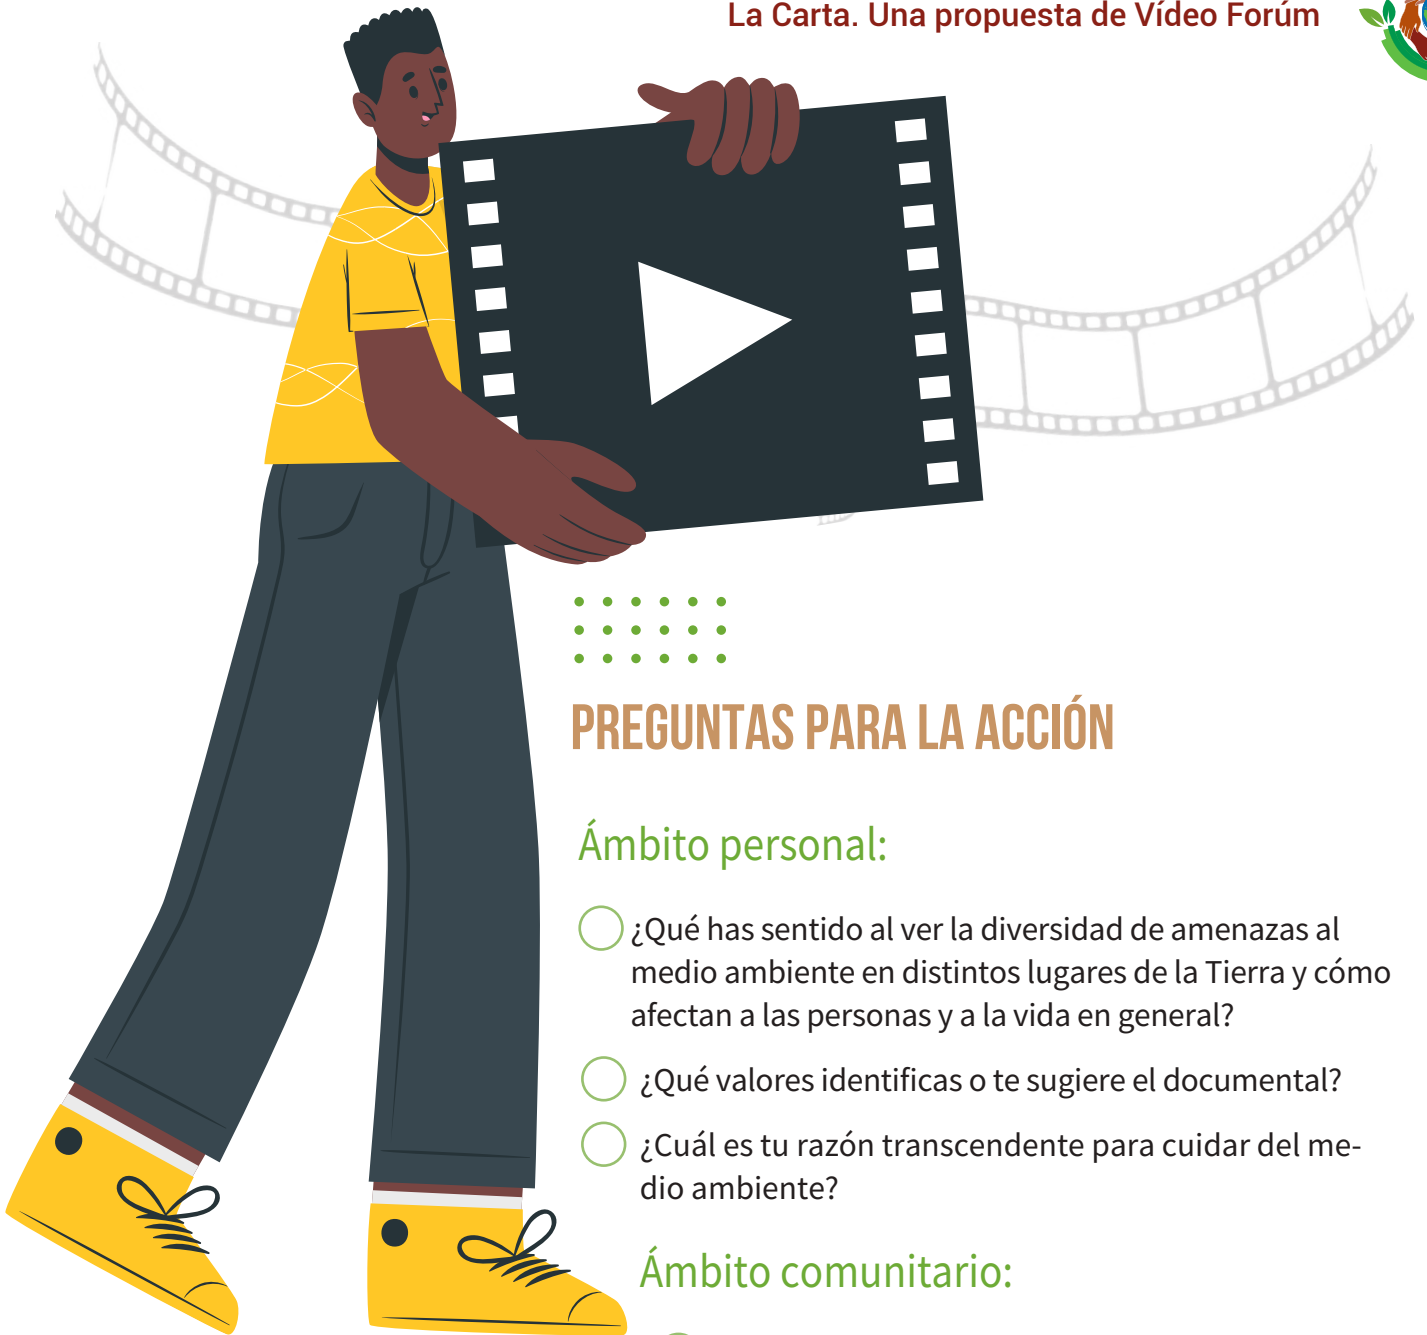 La Carta. Una propuesta de Vídeo Forúm
PREGUNTAS PARA LA ACCIÓN
Ámbito personal:
¿Qué has sentido al ver la diversidad de amenazas al
medio ambiente en distintos lugares de la Tierra y cómo
afectan a las personas y a la vida en general?
¿Qué valores identificas o te sugiere el documental?
¿Cuál es tu razón transcendente para cuidar del me-
dio ambiente?
Ámbito comunitario: